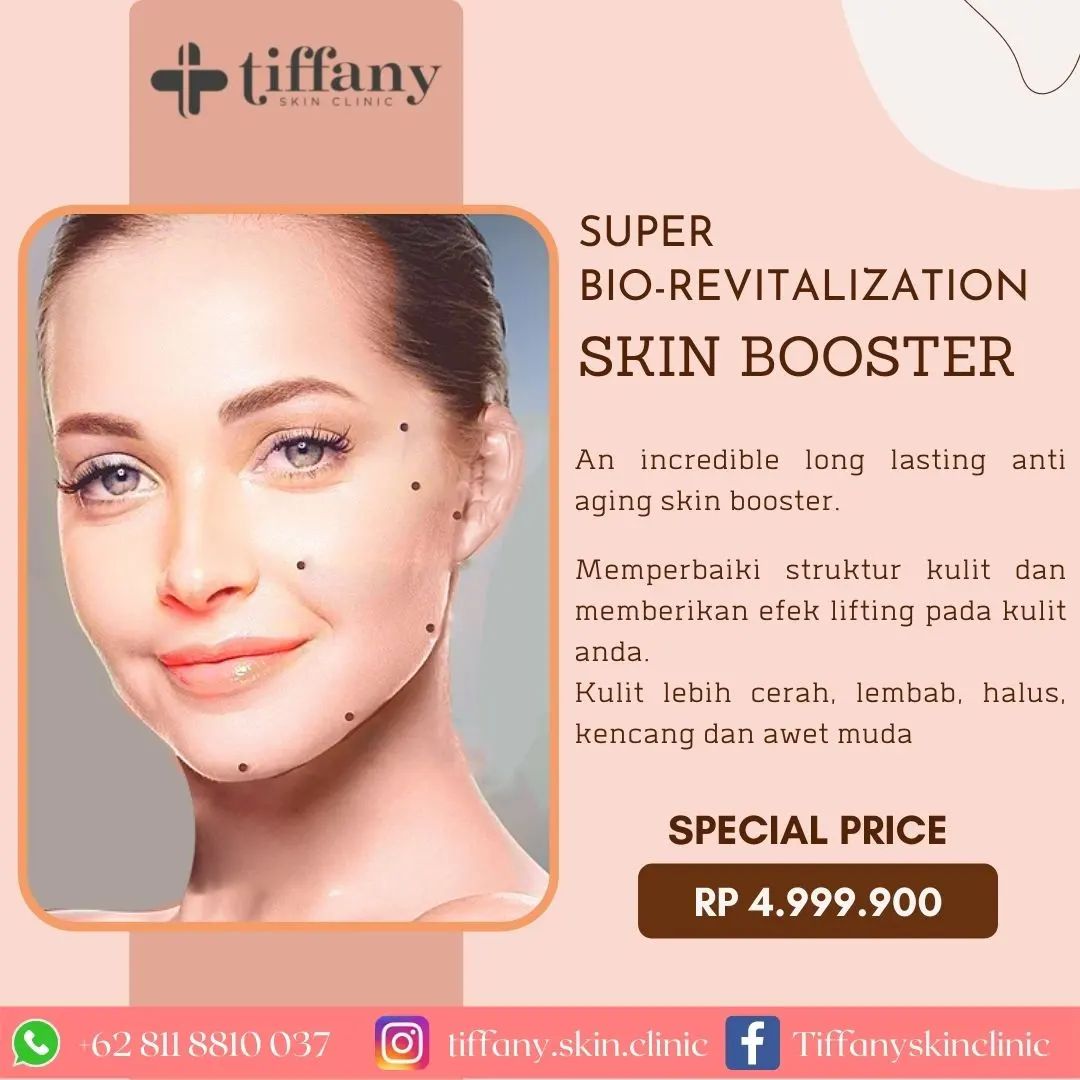 tiffany
SKIN CLINIC
SUPER
BIO-REVITALIZATION
SKIN BOOSTER
An incredible long lasting anti
aging skin booster.
Memperbaiki struktur kulit dan
memberikan efek lifting pada kulit
anda.
Kulit lebih cerah, lembab, halus,
kencang dan awet muda
SPECIAL PRICE
RP 4.999.900
+62 811 8810 037 tiffany.skin.clinic Tiffanyskinclinic